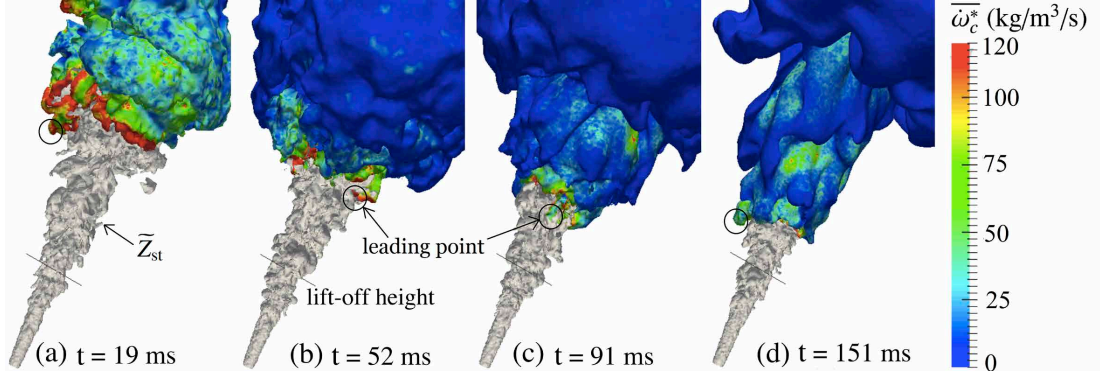 ω̇*c (kg/m³/s)
120
100
75
50
25
0
Z̃st
leading point
lift-off height
(a) t = 19 ms
(b) t = 52 ms
(c) t = 91 ms
(d) t = 151 ms